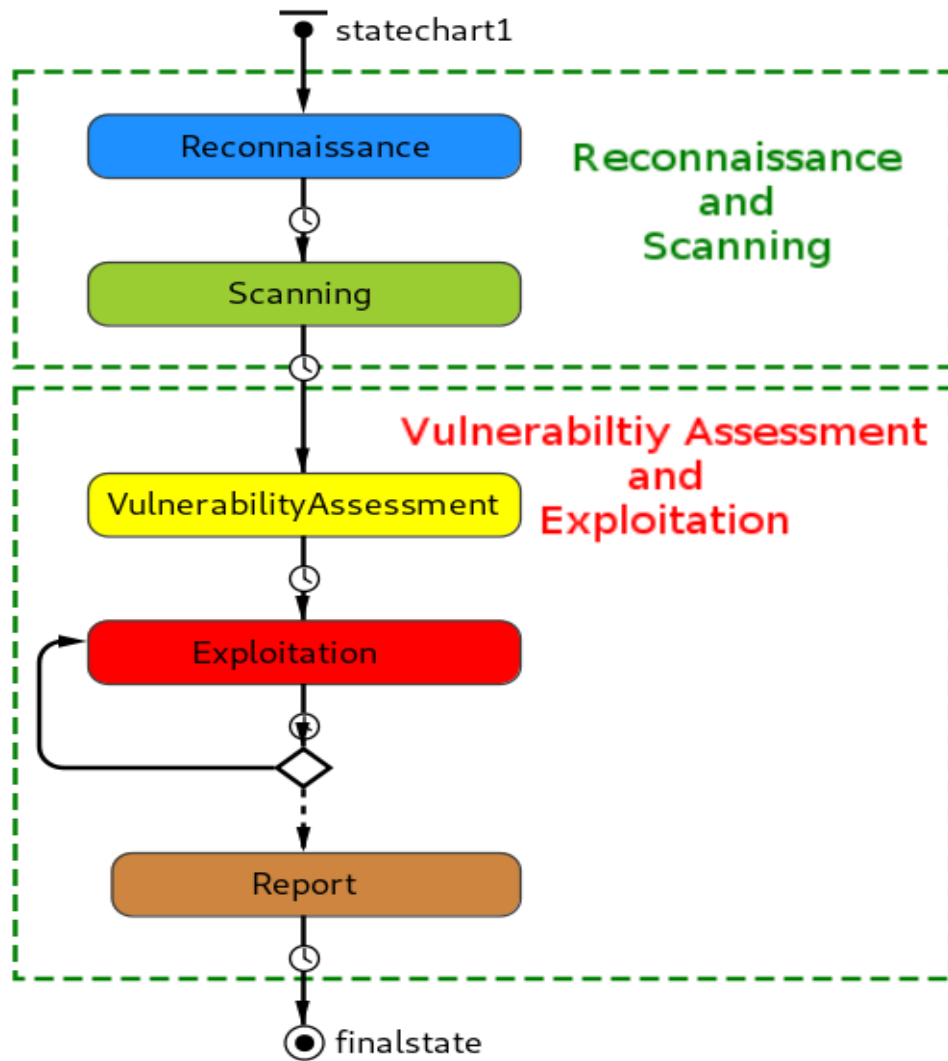 statechart1
Reconnaissance
Reconnaissance
and
Scanning
Scanning
Vulnerabiltiy Assessment
and
Exploitation
VulnerabilityAssessment
Exploitation
Report
finalstate